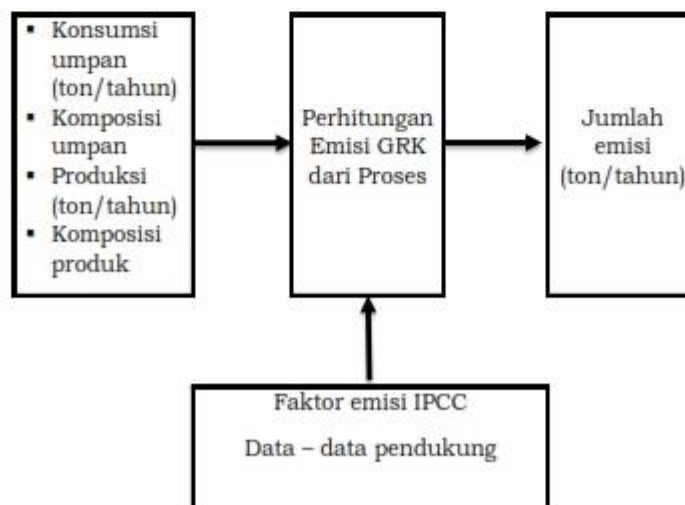 ▪ Konsumsi
umpan
(ton/tahun)
▪ Komposisi
umpan
▪ Produksi
(ton/tahun)
▪ Komposisi
produk
Perhitungan
Emisi GRK
dari Proses
Jumlah
emisi
(ton/tahun)
Faktor emisi IPCC
Data – data pendukung